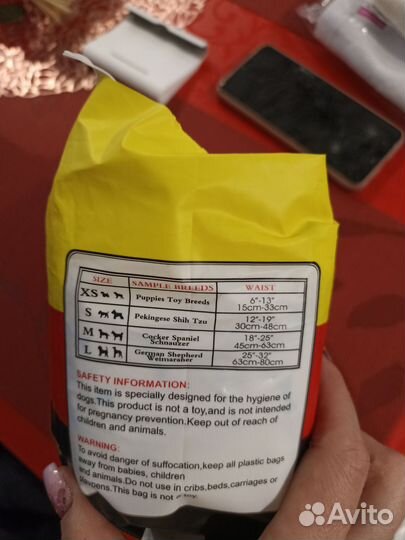 SIZE SAMPLE BREEDS WAIST
XS Puppies Toy Breeds 6"-13" 15cm-33cm
S Pekingese Shih Tzu 12"-19" 30cm-48cm
M Cocker Spaniel Schnauzer 18"-25" 45cm-63cm
L German Shepherd Weimaraner 25"-32" 63cm-80cm
SAFETY INFORMATION:
This item is specially designed for the hygiene of
dogs.This product is not a toy,and is not intended
for pregnancy prevention.Keep out of reach of
children and animals.
WARNING:
To avoid danger of suffocation,keep all plastic bags
away from babies, children
and animals.Do not use in cribs,beds,carriages or
playpens.This bag is not a toy.
Avito